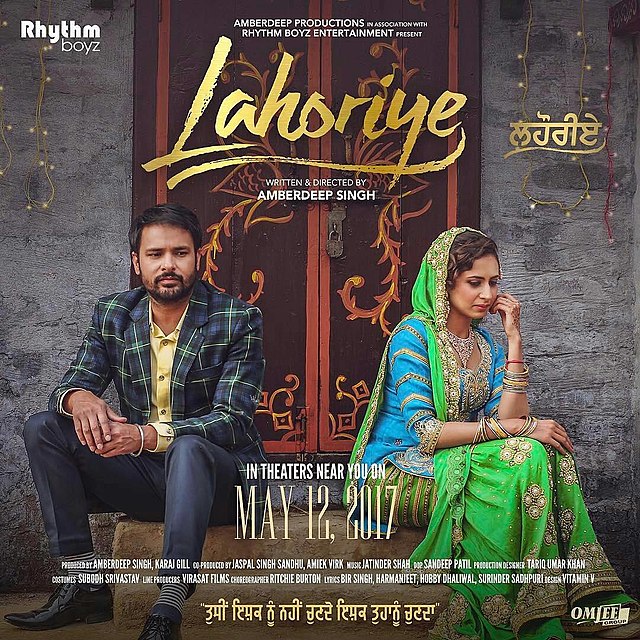 Rhythm
boyz
AMBERDEEP PRODUCTIONS IN ASSOCIATION WITH
RHYTHM BOYZ ENTERTAINMENT PRESENT
Lahoriye
ਲਹੌਰੀਏ
WRITTEN & DIRECTED BY
AMBERDEEP SINGH
IN THEATERS NEAR YOU ON
MAY 12, 2017
PRODUCED BY AMBERDEEP SINGH, KARAJ GILL CO-PRODUCED BY JASPAL SINGH SANDHU, AMIEK VIRK MUSIC JATINDER SHAH DOP SANDEEP PATIL PRODUCTION DESIGNER TARIQ UMAR KHAN
COSTUMES SUBODH SRIVASTAV LINE PRODUCERS VIRASAT FILMS CHOREOGRAPHER RITCHIE BURTON LYRICS BIR SINGH, HARMANJEET, HOBBY DHALIWAL, SURINDER SADHPURI DESIGN VITAMIN V
“ਤੁਸੀਂ ਇਸ਼ਕ ਨੂੰ ਨਹੀਂ ਚੁਣਦੇ ਇਸ਼ਕ ਤੁਹਾਨੂੰ ਚੁਣਦਾ”
OMJEE
GROUP